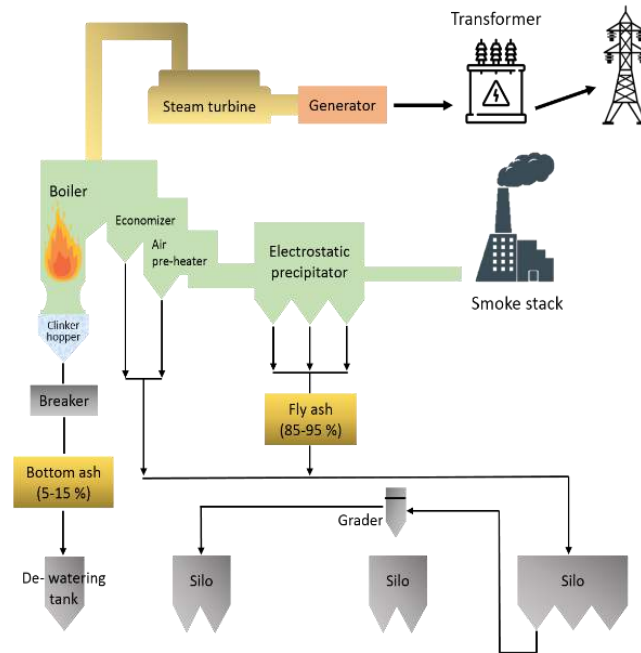 Transformer
Steam turbine
Generator
Boiler
Economizer
Air
pre-heater
Electrostatic
precipitator
Smoke stack
Clinker
hopper
Breaker
Fly ash
(85-95 %)
Bottom ash
(5-15 %)
Grader
De- watering
tank
Silo
Silo
Silo